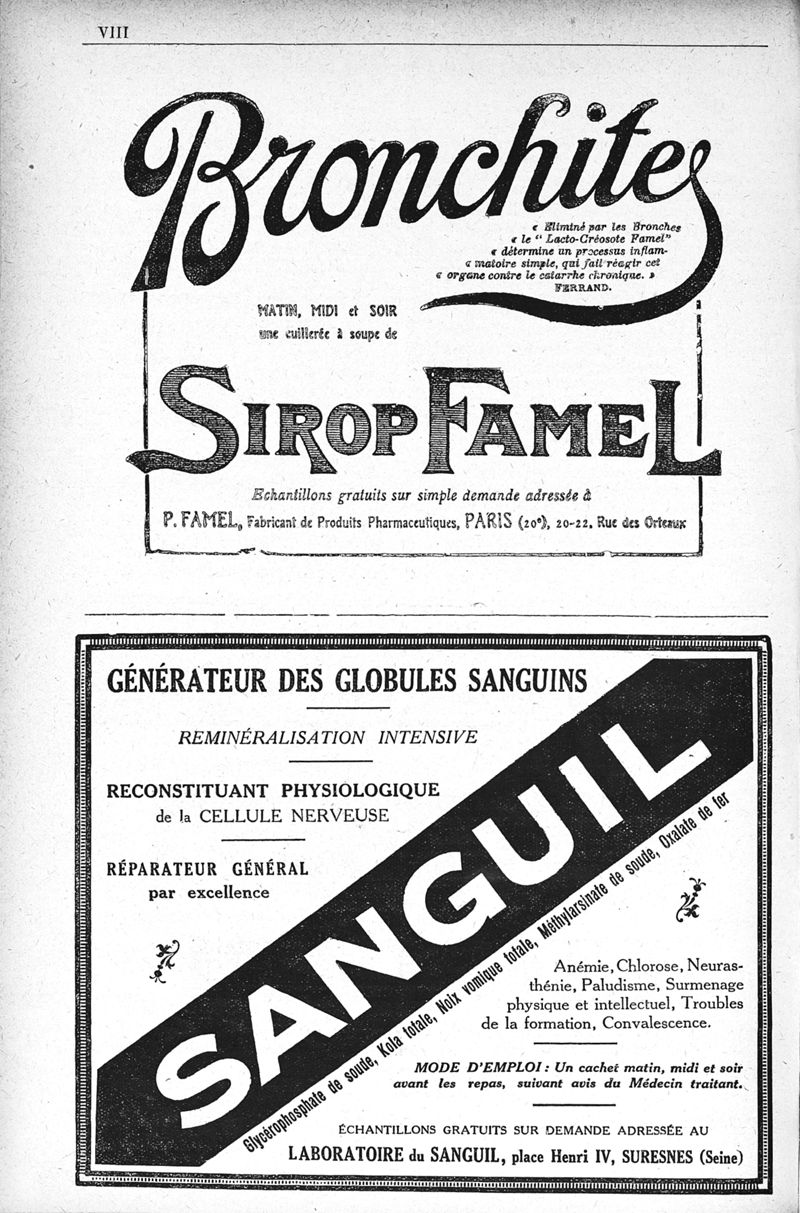 VIII
Bronchites
« Eliminé par les Bronches
« le " Lacto-Créosote Famel"
« détermine un processus inflam-
« matoire simple, qui fait réagir cet
« organe contre le catarrhe chronique. »
FERRAND.
MATIN, MIDI et SOIR
une cuillerée à soupe de
SIROP FAMEL
Echantillons gratuits sur simple demande adressée à
P. FAMEL, Fabricant de Produits Pharmaceutiques, PARIS (20e), 20-22, Rue des Orteaux
GÉNÉRATEUR DES GLOBULES SANGUINS
REMINÉRALISATION INTENSIVE
RECONSTITUANT PHYSIOLOGIQUE
de la CELLULE NERVEUSE
RÉPARATEUR GÉNÉRAL
par excellence
SANGUIL
Glycérophosphate de soude, Kola totale, Noix vomique totale, Méthylarsinate de soude, Oxalate de fer
Anémie, Chlorose, Neuras-
thénie, Paludisme, Surmenage
physique et intellectuel, Troubles
de la formation, Convalescence.
MODE D'EMPLOI : Un cachet matin, midi et soir
avant les repas, suivant avis du Médecin traitant.
ÉCHANTILLONS GRATUITS SUR DEMANDE ADRESSÉE AU
LABORATOIRE du SANGUIL, place Henri IV, SURESNES (Seine)